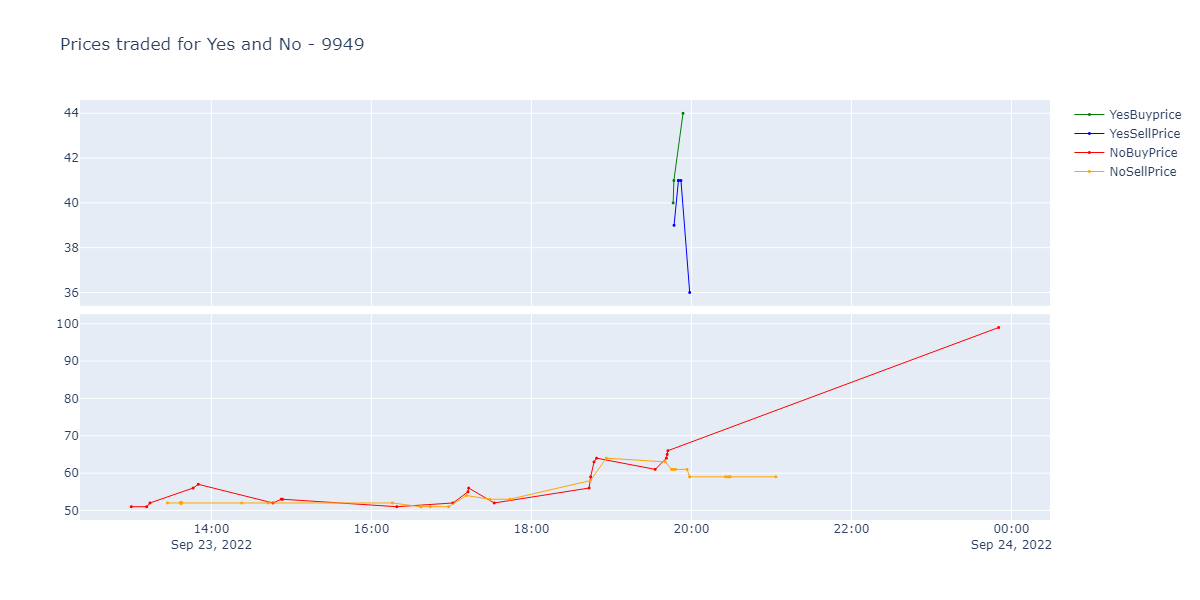 Prices traded for Yes and No - 9949
44
42
40
38
36
YesBuyprice
YesSellPrice
NoBuyPrice
NoSellPrice
100
90
80
70
60
50
14:00
Sep 23, 2022
16:00
18:00
20:00
22:00
00:00
Sep 24, 2022